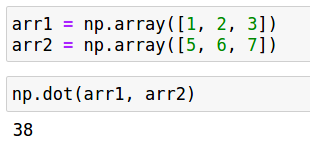 arr1 = np.array([1, 2, 3])
arr2 = np.array([5, 6, 7])
np.dot(arr1, arr2)
38